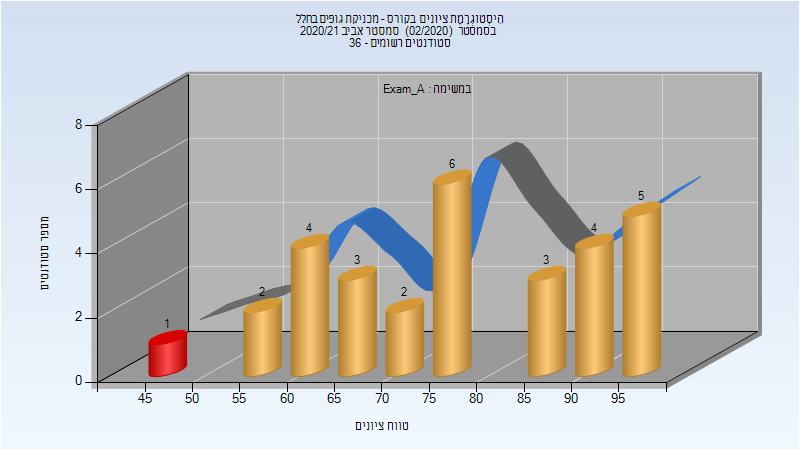 היסטוגרמת ציונים בקורס - מכניקת גופים בחלל
בסמסטר (02/2020) סמסטר אביב 2020/21
סטודנטים רשומים - 36
במשימה : Exam_A
מספר סטודנטים
8
6
4
2
0
1
2
4
3
2
6
3
4
5
45 50 55 60 65 70 75 80 85 90 95
טווח ציונים